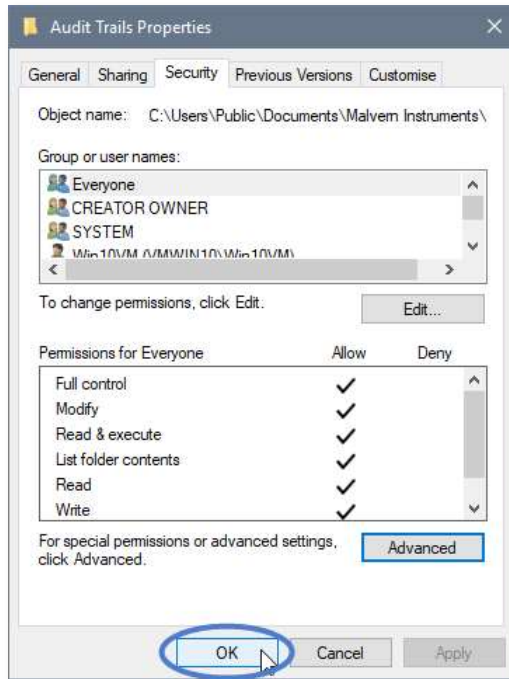 Audit Trails Properties
General Sharing Security Previous Versions Customise
Object name: C:\Users\Public\Documents\Malvern Instruments\
Group or user names:
Everyone
CREATOR OWNER
SYSTEM
Win10VM (VMWIN10\Win10VM)
To change permissions, click Edit.
Edit...
Permissions for Everyone Allow Deny
Full control
Modify
Read & execute
List folder contents
Read
Write
For special permissions or advanced settings,
click Advanced.
Advanced
OK Cancel Apply